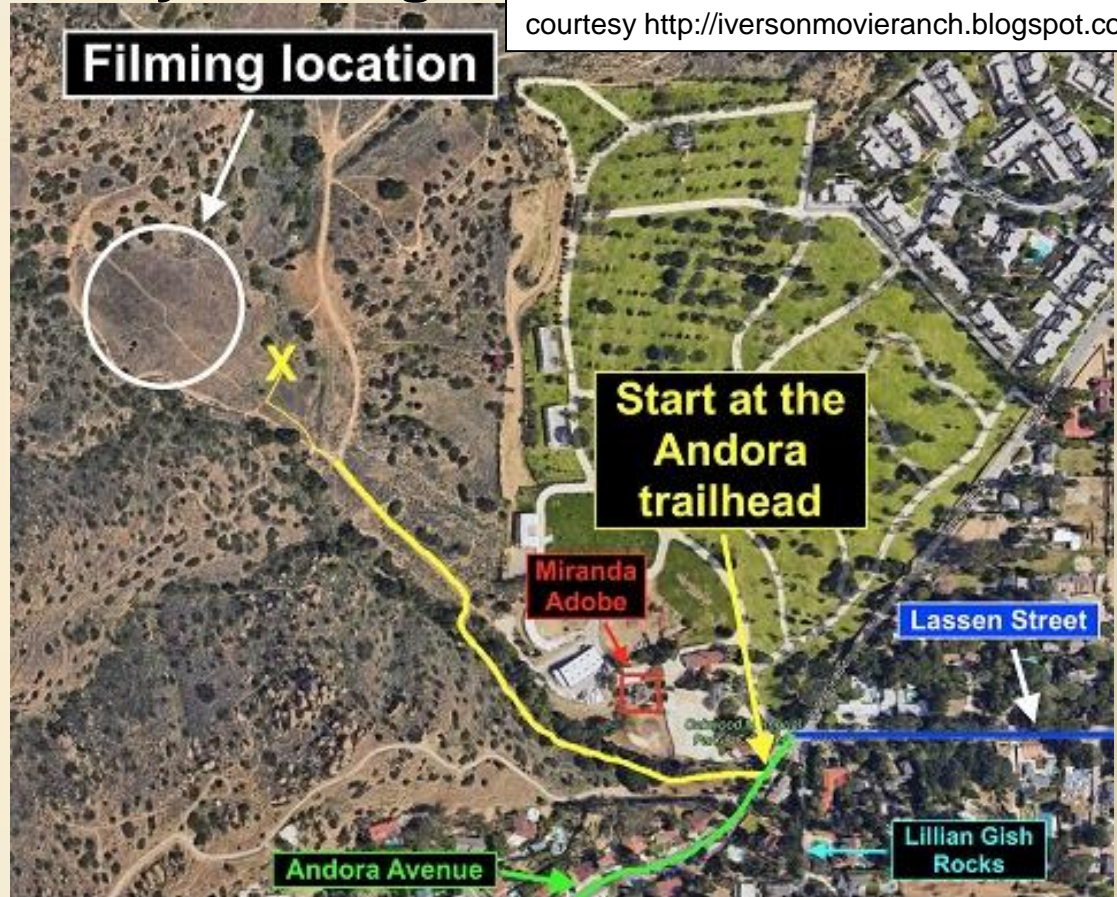 courtesy http://iversonmovieranch.blogspot.co
Filming location
X
Start at the
Andora
trailhead
Miranda
Adobe
Lassen Street
Lillian Gish
Rocks
Andora Avenue